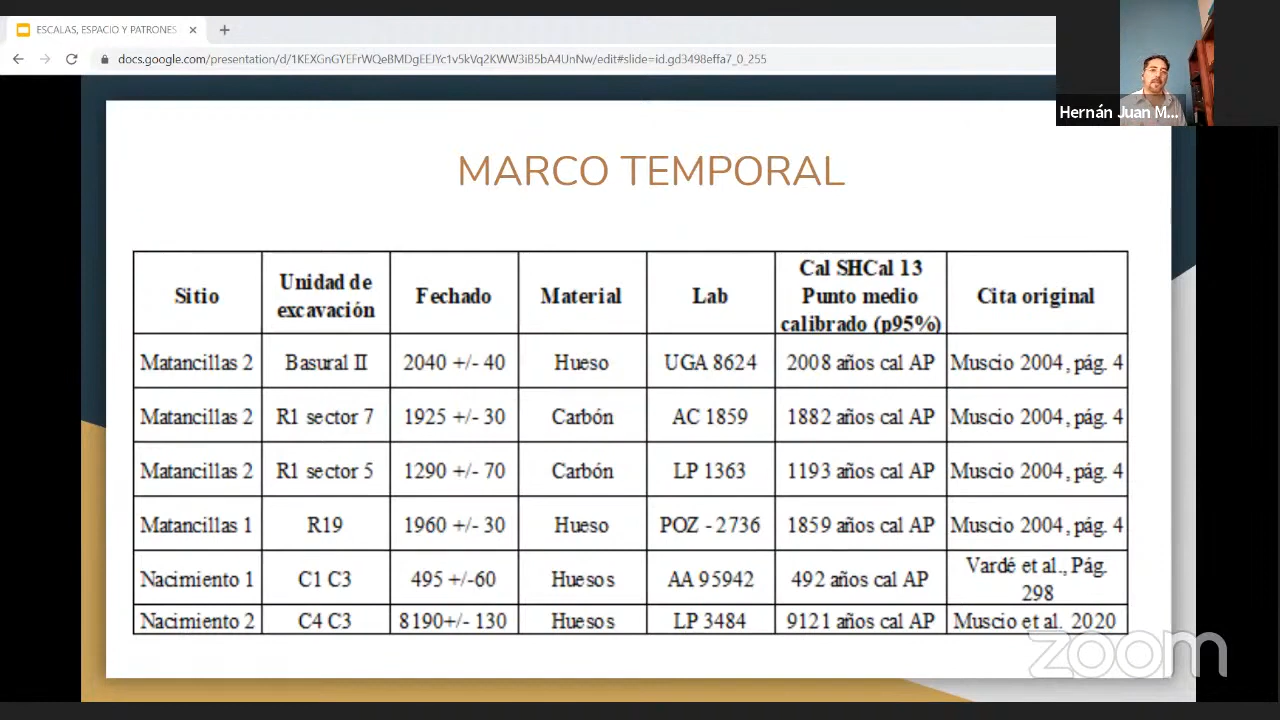 ESCALAS, ESPACIO Y PATRONES
docs.google.com/presentation/d/1KEXGnGYEFrWQeBMDgEEJYc1v5kVq2KWW3iB5bA4UnNw/edit#slide=id.gd3498effa7_0_255
Hernán Juan M...
MARCO TEMPORAL
Sitio Unidad de excavación Fechado Material Lab Cal SHCal 13 Punto medio calibrado (p95%) Cita original
Matancillas 2 Basural II 2040 +/- 40 Hueso UGA 8624 2008 años cal AP Muscio 2004, pág. 4
Matancillas 2 R1 sector 7 1925 +/- 30 Carbón AC 1859 1882 años cal AP Muscio 2004, pág. 4
Matancillas 2 R1 sector 5 1290 +/- 70 Carbón LP 1363 1193 años cal AP Muscio 2004, pág. 4
Matancillas 1 R19 1960 +/- 30 Hueso POZ - 2736 1859 años cal AP Muscio 2004, pág. 4
Nacimiento 1 C1 C3 495 +/-60 Huesos AA 95942 492 años cal AP Vardé et al., Pág. 298
Nacimiento 2 C4 C3 8190+/- 130 Huesos LP 3484 9121 años cal AP Muscio et al. 2020
zoom